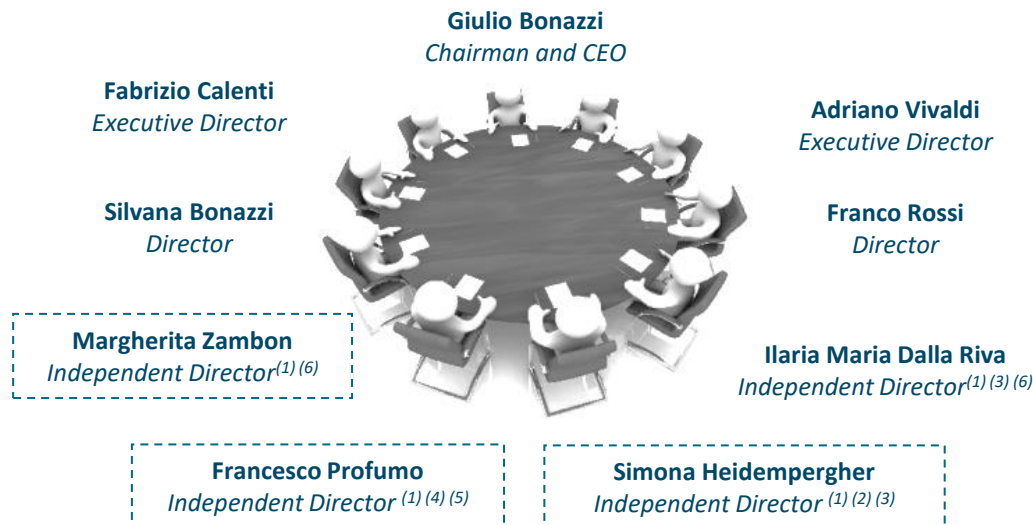 Giulio Bonazzi
Chairman and CEO
Fabrizio Calenti
Executive Director
Adriano Vivaldi
Executive Director
Silvana Bonazzi
Director
Franco Rossi
Director
Margherita Zambon
Independent Director(1) (6)
Ilaria Maria Dalla Riva
Independent Director(1) (3) (6)
Francesco Profumo
Independent Director (1) (4) (5)
Simona Heidempergher
Independent Director (1) (2) (3)